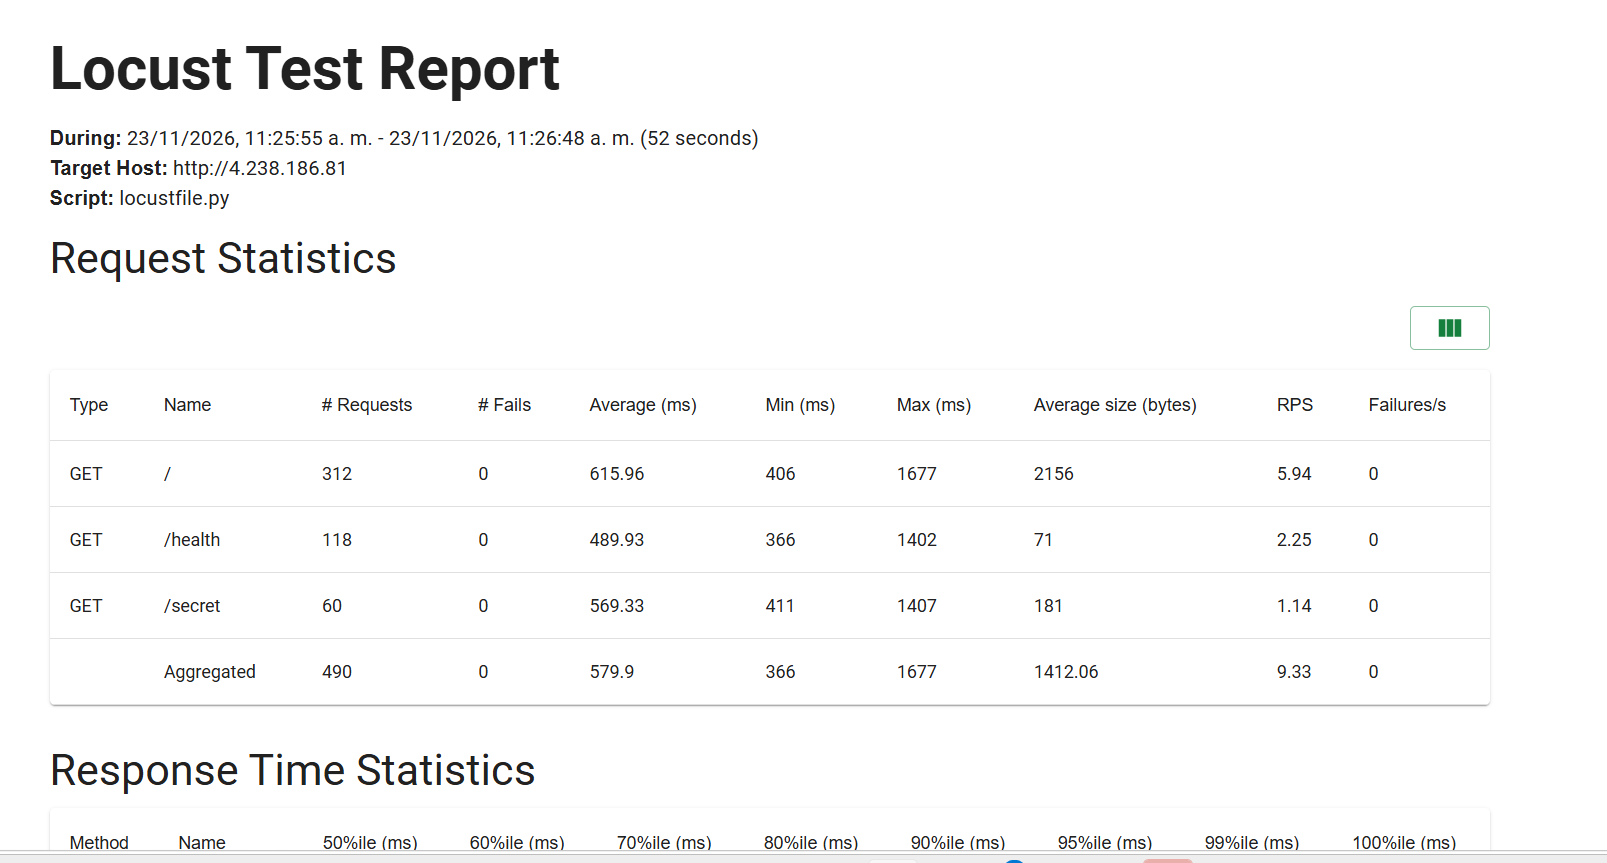 Locust Test Report
During: 23/11/2026, 11:25:55 a. m. - 23/11/2026, 11:26:48 a. m. (52 seconds)
Target Host: http://4.238.186.81
Script: locustfile.py
Request Statistics
Type Name # Requests # Fails Average (ms) Min (ms) Max (ms) Average size (bytes) RPS Failures/s
GET / 312 0 615.96 406 1677 2156 5.94 0
GET /health 118 0 489.93 366 1402 71 2.25 0
GET /secret 60 0 569.33 411 1407 181 1.14 0
Aggregated 490 0 579.9 366 1677 1412.06 9.33 0
Response Time Statistics
Method Name 50%ile (ms) 60%ile (ms) 70%ile (ms) 80%ile (ms) 90%ile (ms) 95%ile (ms) 99%ile (ms) 100%ile (ms)